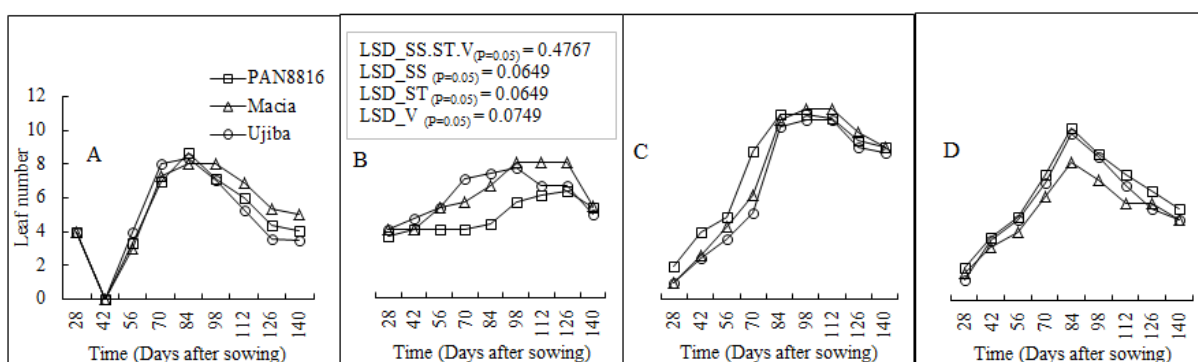 PAN8816
Macia
Ujiba
A
Leaf number
12
10
8
6
4
2
0
28 42 56 70 84 98 112 126 140
Time (Days after sowing)
LSD_SS.ST.V(P=0.05) = 0.4767
LSD_SS (P=0.05) = 0.0649
LSD_ST (P=0.05) = 0.0649
LSD_V (P=0.05) = 0.0749
B
28 42 56 70 84 98 112 126 140
Time (Days after sowing)
C
28 42 56 70 84 98 112 126 140
Time (Days after sowing)
D
28 42 56 70 84 98 112 126 140
Time (Days after sowing)